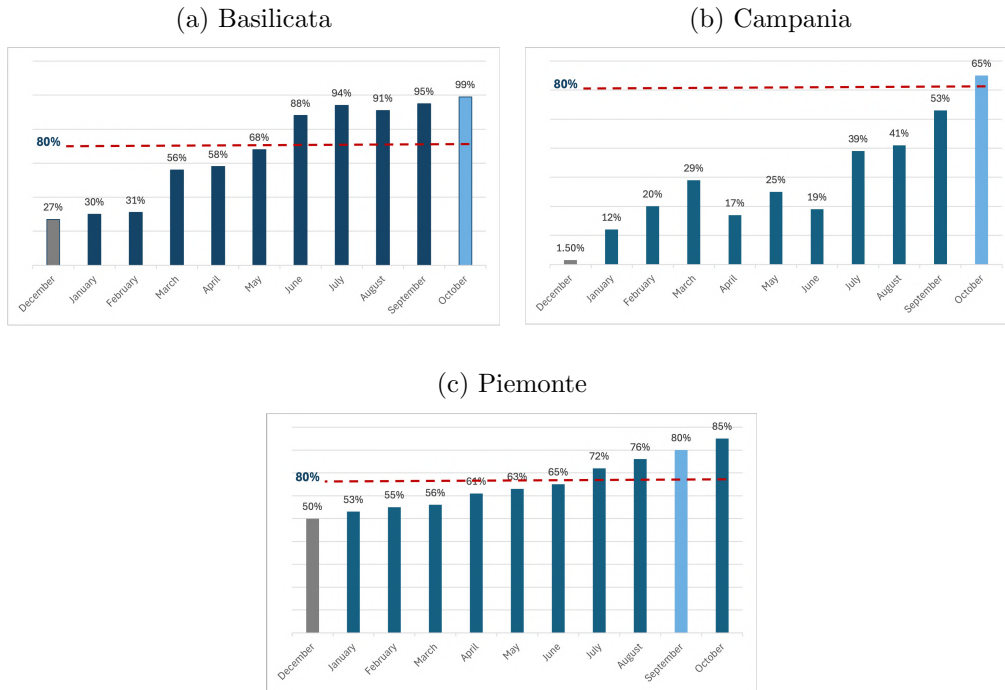 (a) Basilicata
80%
27%
30%
31%
56%
58%
68%
88%
94%
91%
95%
99%
December
January
February
March
April
May
June
July
August
September
October
(b) Campania
80%
1.50%
12%
20%
29%
17%
25%
19%
39%
41%
53%
65%
December
January
February
March
April
May
June
July
August
September
October
(c) Piemonte
80%
50%
53%
55%
56%
61%
63%
65%
72%
76%
80%
85%
December
January
February
March
April
May
June
July
August
September
October